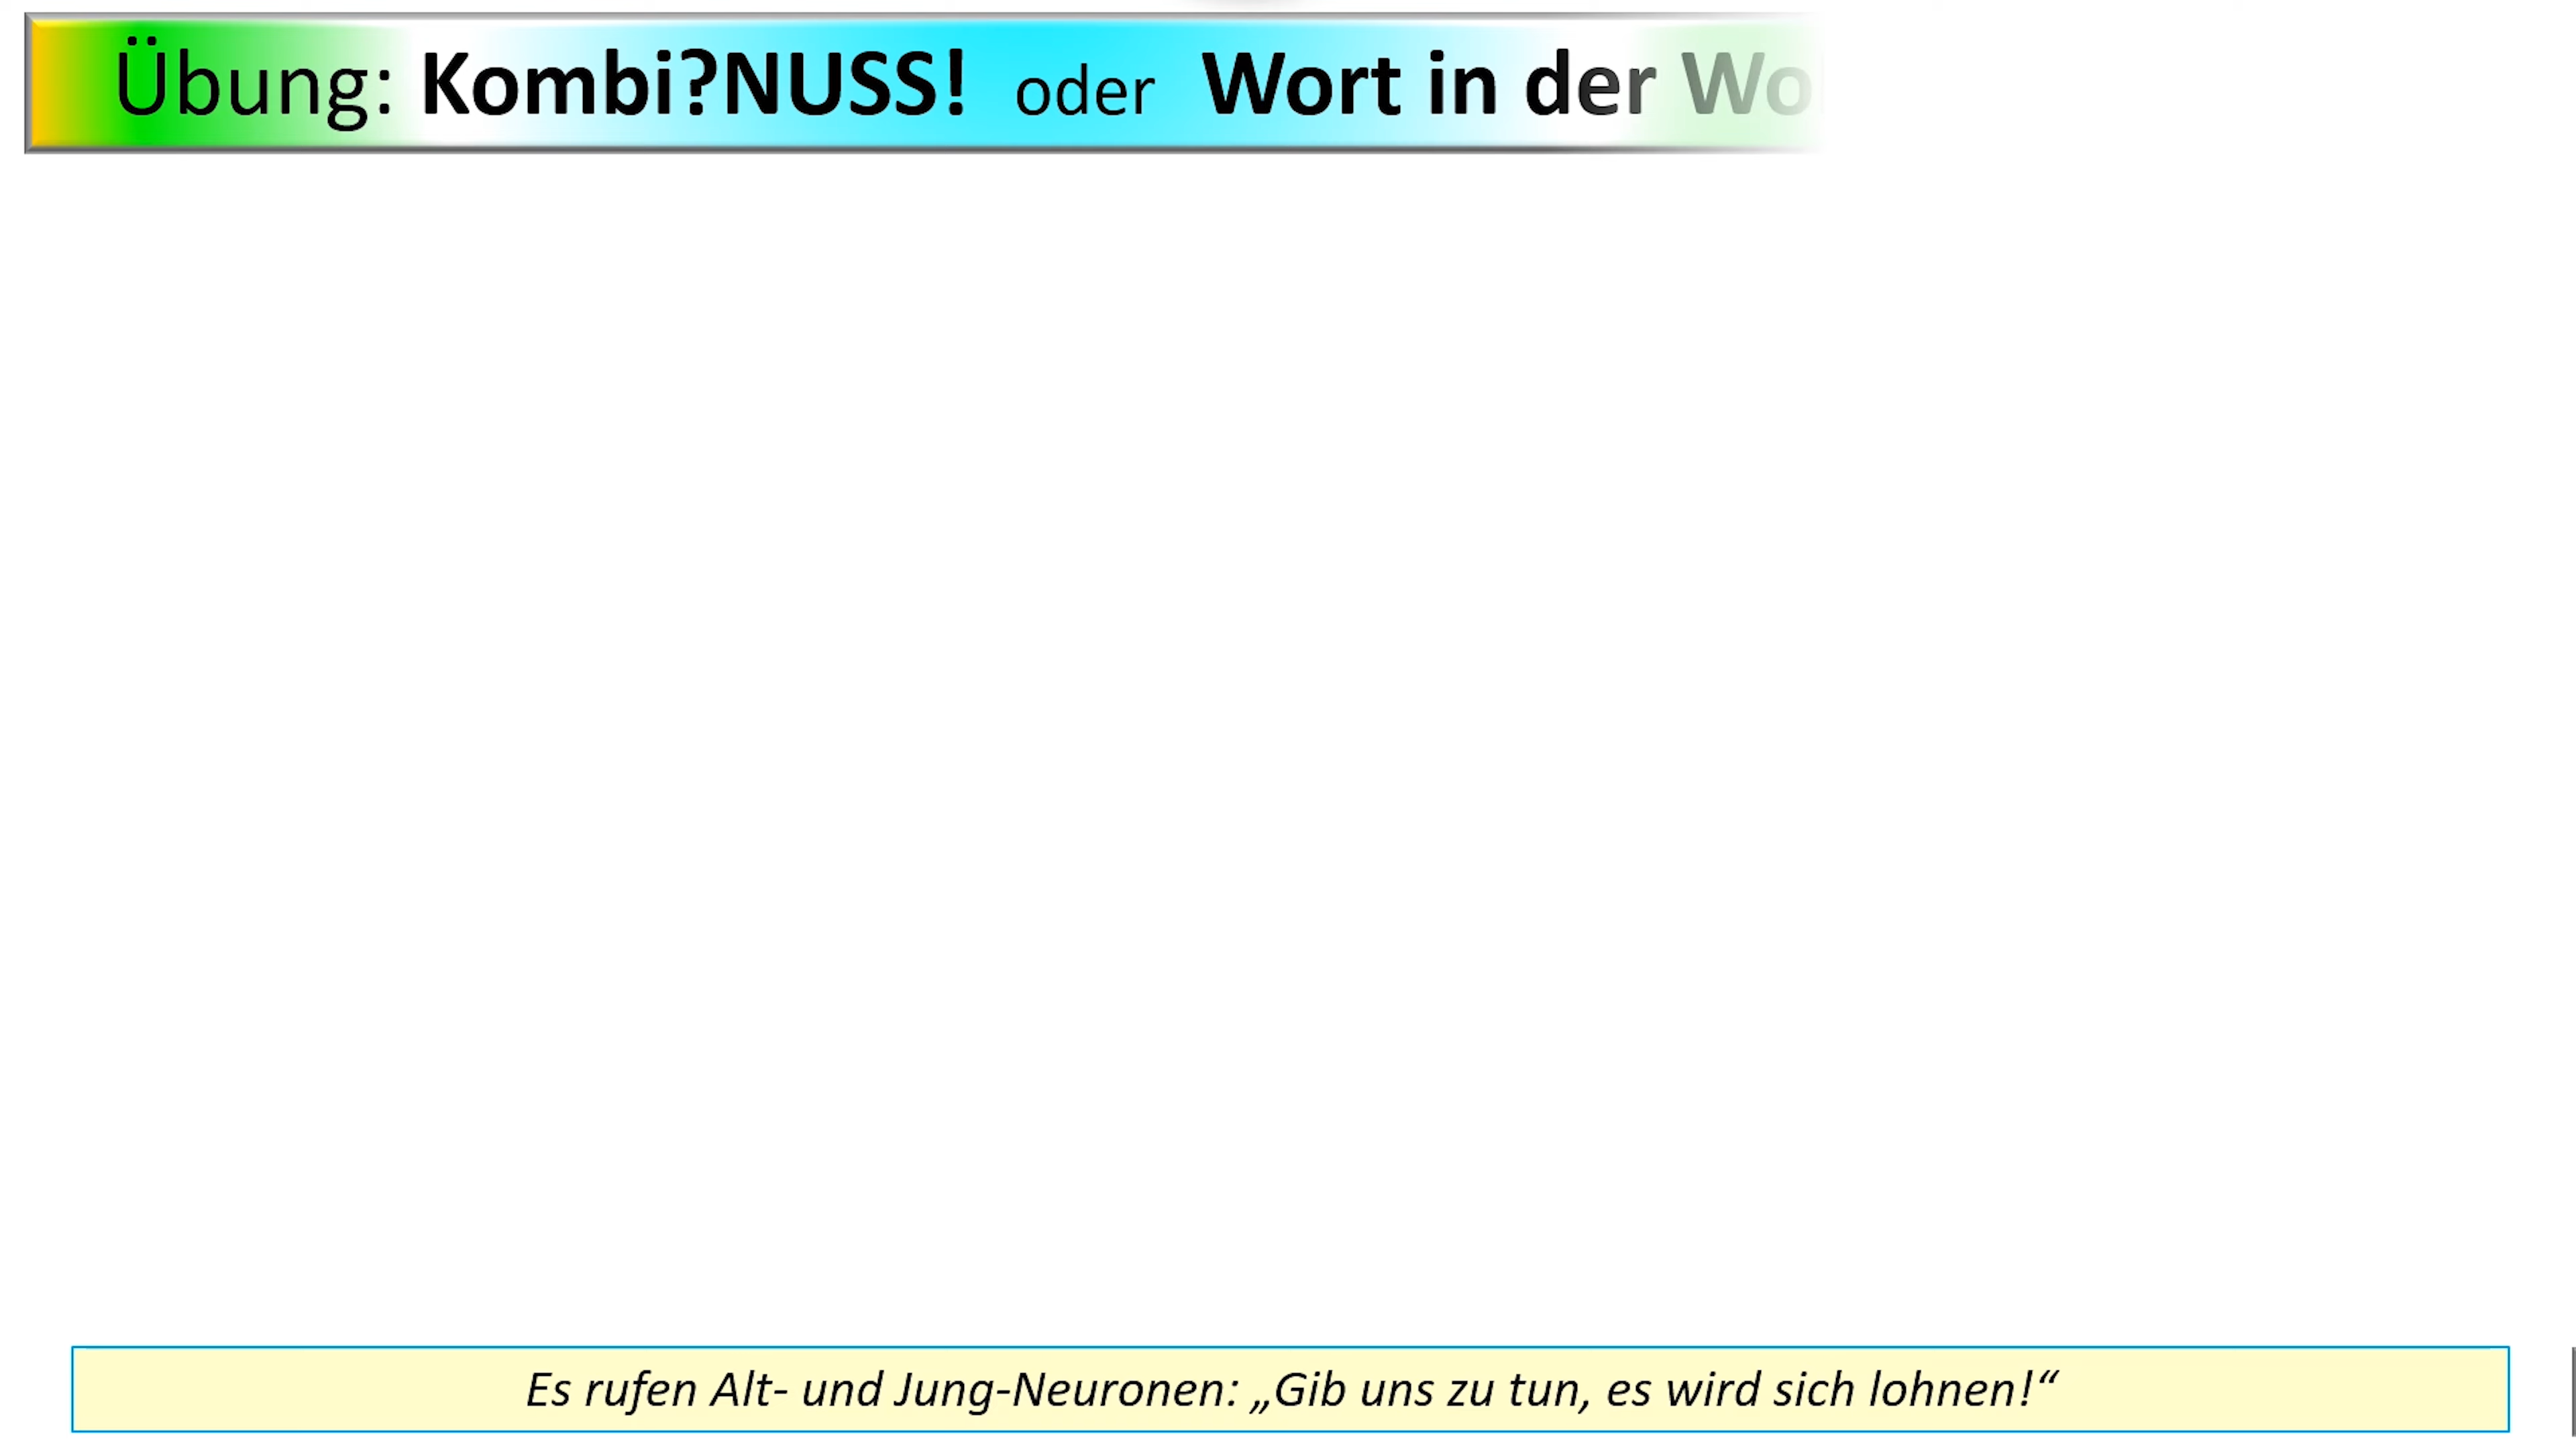 Übung: Kombi?NUSS! oder Wort in der Wo
Es rufen Alt- und Jung-Neuronen: „Gib uns zu tun, es wird sich lohnen!“